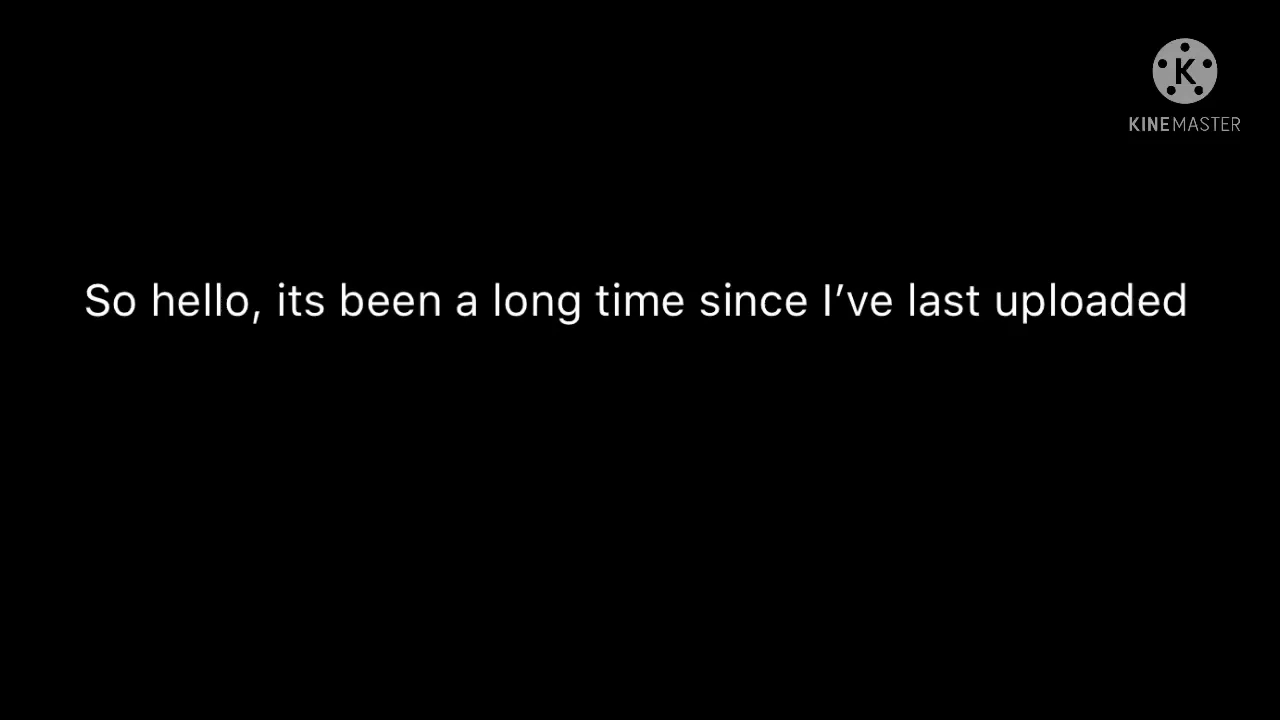 K
KINEMASTER
So hello, its been a long time since I’ve last uploaded